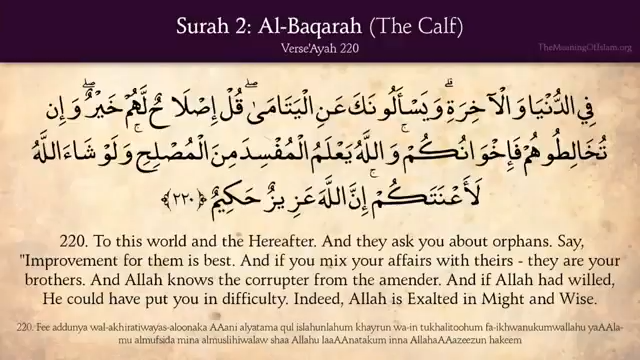 Surah 2: Al-Baqarah (The Calf)
Verse'Ayah 220
TheMeaningOfIslam.org
فِي الدُّنْيَا وَالْآخِرَةِ ۗ وَيَسْأَلُونَكَ عَنِ الْيَتَامَىٰ ۖ قُلْ إِصْلَاحٌ لَّهُمْ خَيْرٌ ۖ وَإِن
تُخَالِطُوهُمْ فَإِخْوَانُكُمْ ۚ وَاللَّهُ يَعْلَمُ الْمُفْسِدَ مِنَ الْمُصْلِحِ ۚ وَلَوْ شَاءَ اللَّهُ
لَأَعْنَتَكُمْ ۚ إِنَّ اللَّهَ عَزِيزٌ حَكِيمٌ ﴿٢٢٠﴾
220. To this world and the Hereafter. And they ask you about orphans. Say,
"Improvement for them is best. And if you mix your affairs with theirs - they are your
brothers. And Allah knows the corrupter from the amender. And if Allah had willed,
He could have put you in difficulty. Indeed, Allah is Exalted in Might and Wise.
220. Fee addunya wal-akhiratiwayas-aloonaka AAani alyatama qul islahunlahum khayrun wa-in tukhalitoohum fa-ikhwanukumwallahu yaAAla-
mu almufsida mina almuslihiwalaw shaa Allahu laaAAnatakum inna AllahaAAazeezun hakeem